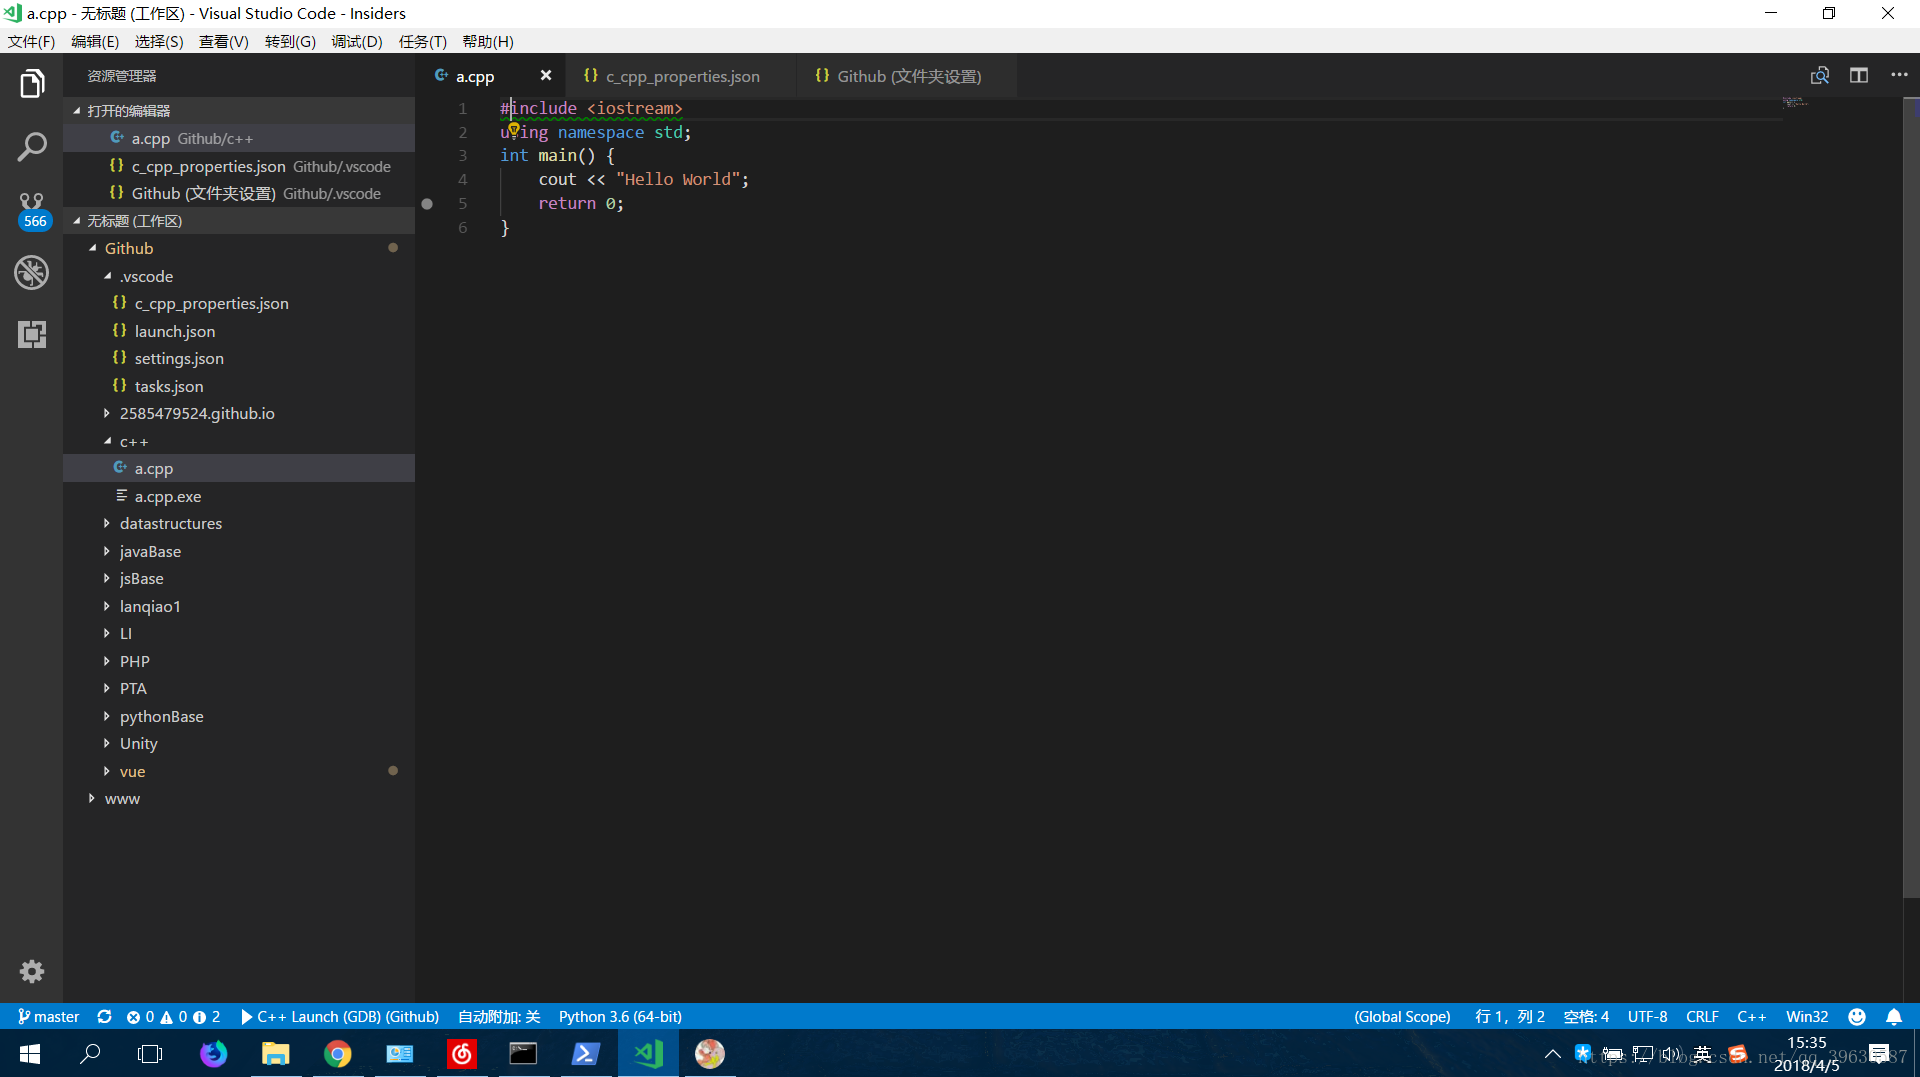 a.cpp - 无标题 (工作区) - Visual Studio Code - Insiders
文件(F) 编辑(E) 选择(S) 查看(V) 转到(G) 调试(D) 任务(T) 帮助(H)
资源管理器
a.cpp
c_cpp_properties.json
Github (文件夹设置)
打开的编辑器
a.cpp Github/c++
c_cpp_properties.json Github/.vscode
Github (文件夹设置) Github/.vscode
566
无标题 (工作区)
Github
.vscode
c_cpp_properties.json
launch.json
settings.json
tasks.json
2585479524.github.io
c++
a.cpp
a.cpp.exe
datastructures
javaBase
jsBase
lanqiao1
LI
PHP
PTA
pythonBase
Unity
vue
www
1 #include <iostream>
2 using namespace std;
3 int main() {
4 cout << "Hello World";
5 return 0;
6 }
master 0 0 2 C++ Launch (GDB) (Github) 自动附加: 关 Python 3.6 (64-bit) (Global Scope) 行 1，列 2 空格: 4 UTF-8 CRLF C++ Win32
英
15:35
2018/4/5